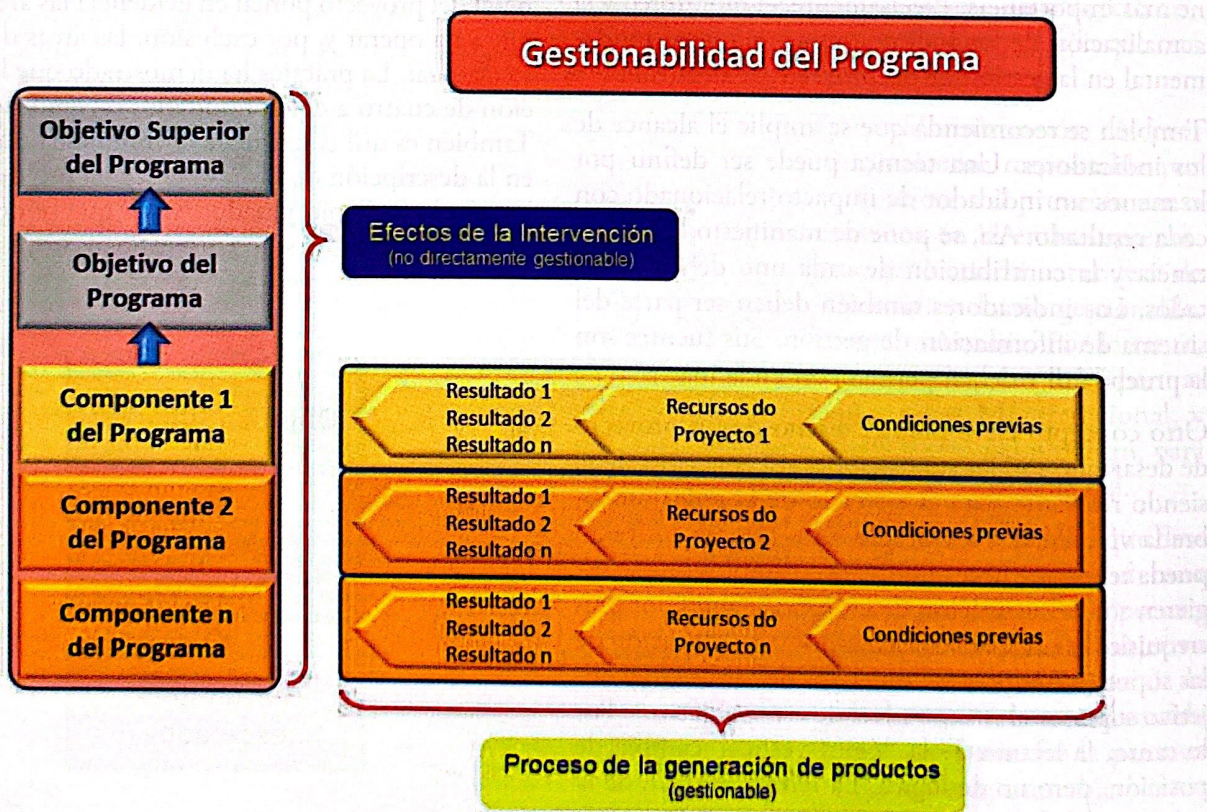 Gestionabilidad del Programa
Objetivo Superior
del Programa
Objetivo del
Programa
Componente 1
del Programa
Componente 2
del Programa
Componente n
del Programa
Efectos de la Intervención
(no directamente gestionable)
Resultado 1
Resultado 2
Resultado n
Recursos do
Proyecto 1
Condiciones previas
Resultado 1
Resultado 2
Resultado n
Recursos do
Proyecto 2
Condiciones previas
Resultado 1
Resultado 2
Resultado n
Recursos do
Proyecto n
Condiciones previas
Proceso de la generación de productos
(gestionable)